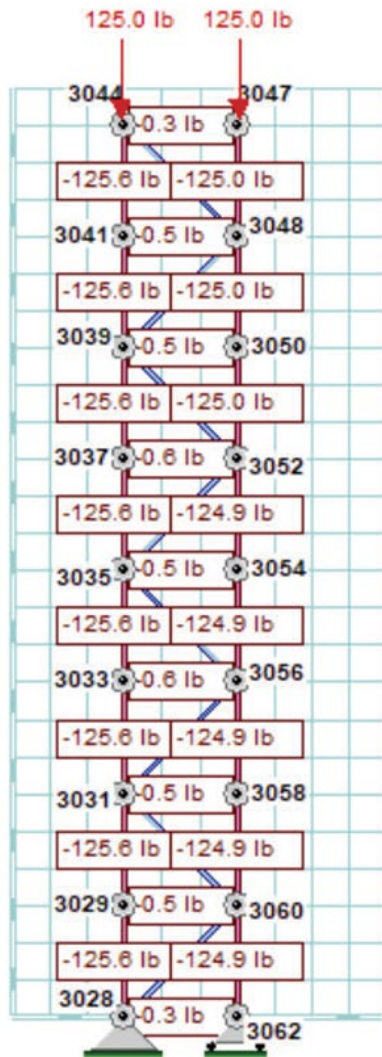 125.0 lb 125.0 lb
3044 3047
-0.3 lb
-125.6 lb -125.0 lb
3041 -0.5 lb 3048
-125.6 lb -125.0 lb
3039 -0.5 lb 3050
-125.6 lb -125.0 lb
3037 -0.6 lb 3052
-125.6 lb -124.9 lb
3035 -0.5 lb 3054
-125.6 lb -124.9 lb
3033 -0.6 lb 3056
-125.6 lb -124.9 lb
3031 -0.5 lb 3058
-125.6 lb -124.9 lb
3029 -0.5 lb 3060
-125.6 lb -124.9 lb
3028 -0.3 lb
3062